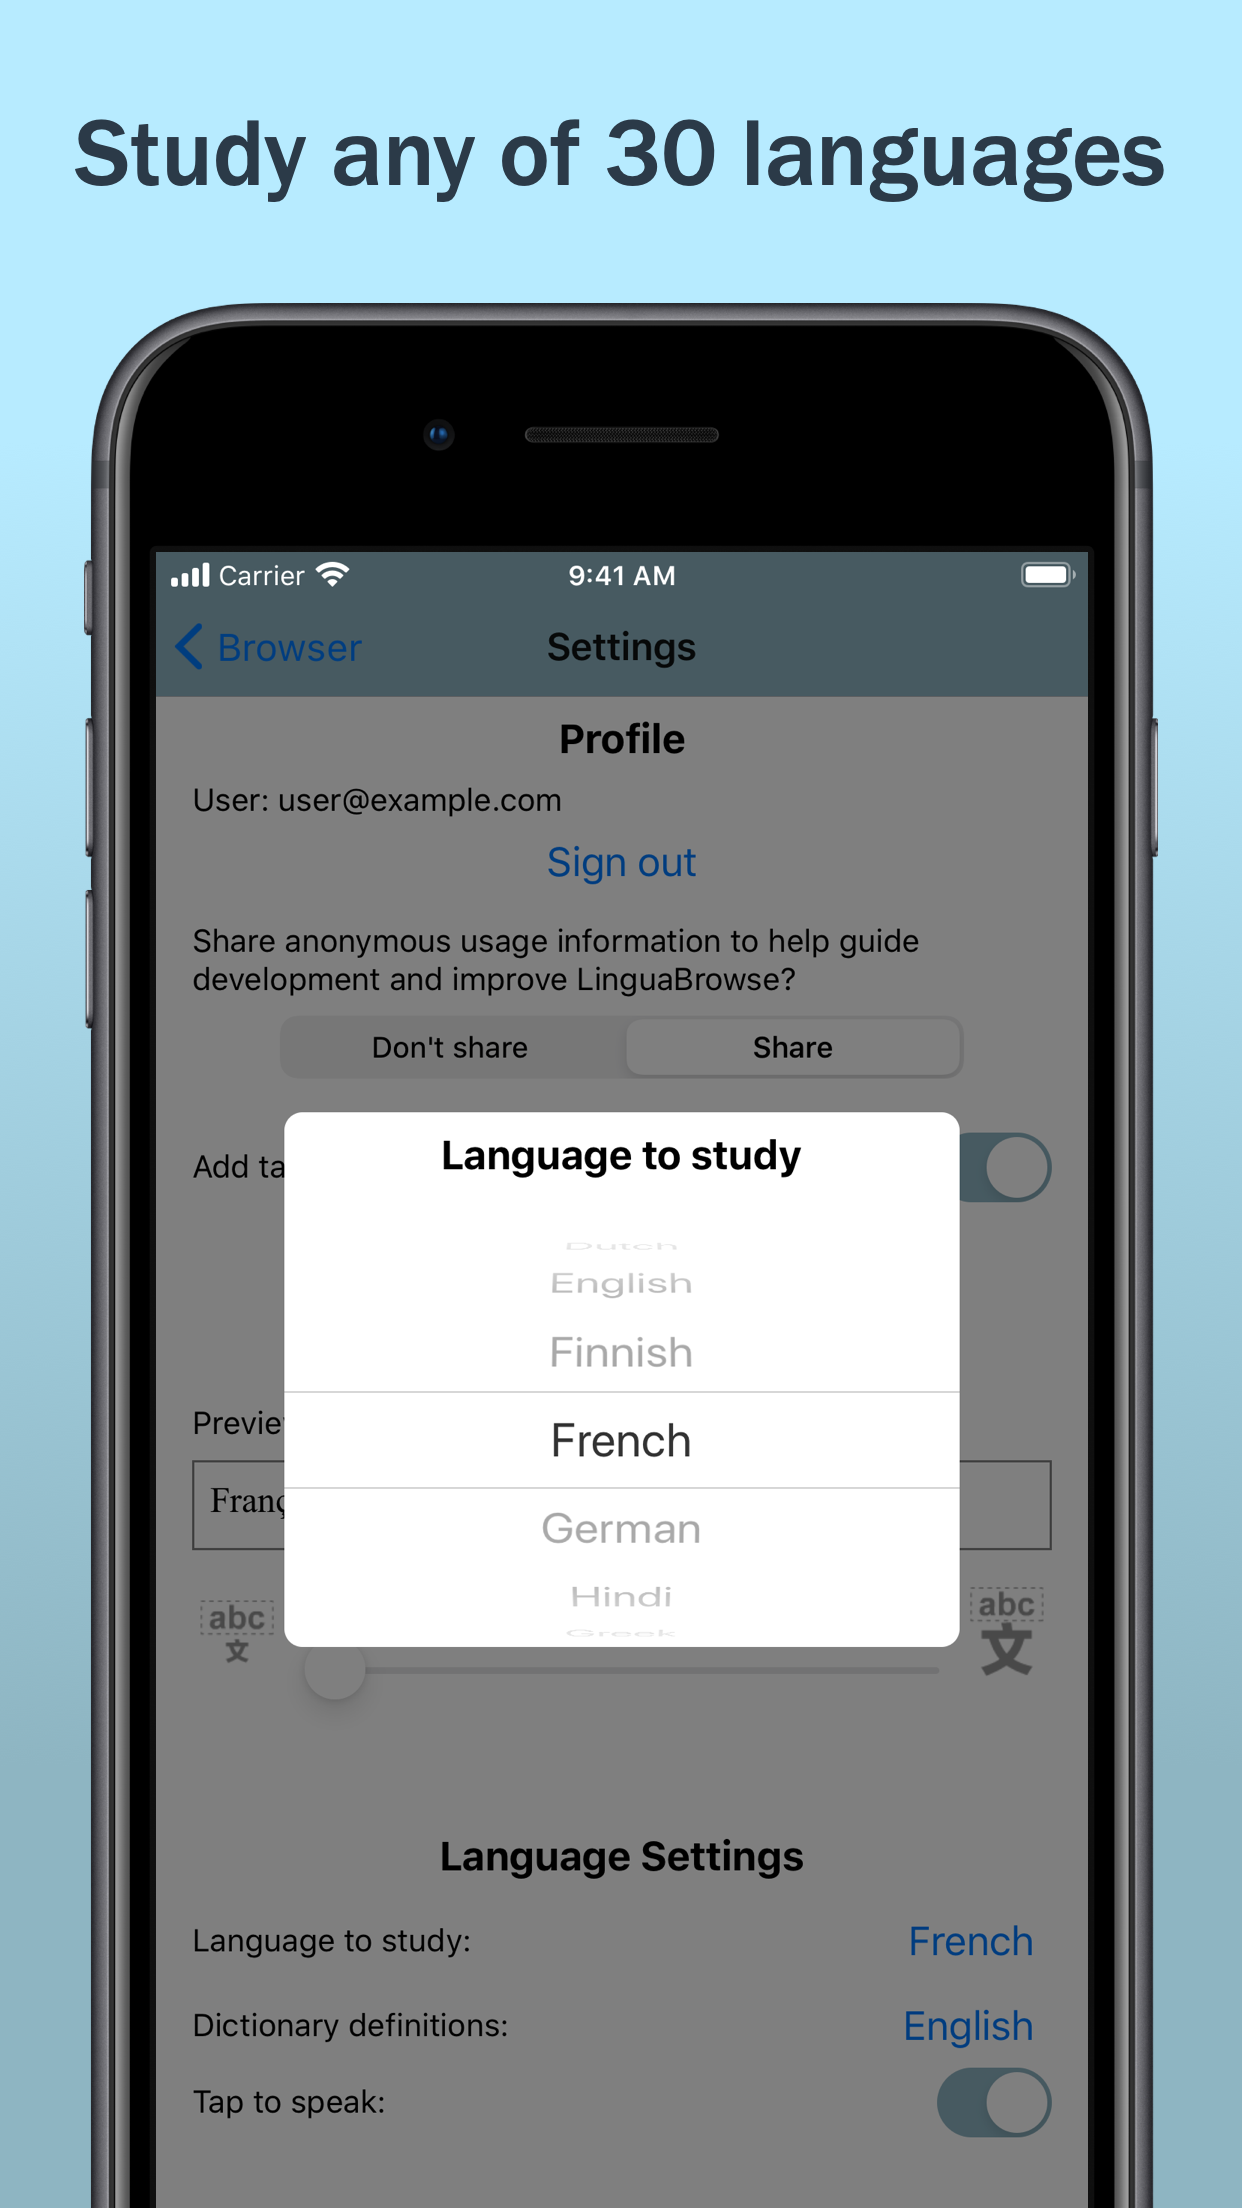 Study any of 30 languages
Carrier 9:41 AM
Browser Settings
Profile
User: user@example.com
Sign out
Share anonymous usage information to help guide
development and improve LinguaBrowse?
Don't share Share
Language to study
Add ta
Dutch
English
Finnish
French
German
Hindi
Greek
Previe
Franç
abc
文
abc
文
Language Settings
Language to study: French
Dictionary definitions: English
Tap to speak: